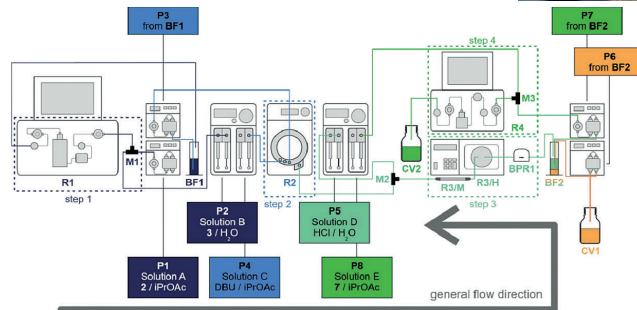 P3
from BF1
P7
from BF2
P6
from BF2
step 4
M3
R4
M1
R1
step 1
BF1
R2
step 2
CV2
M2
R3/M
R3/H
BPR1
step 3
BF2
CV1
P2
Solution B
3 / H2O
P5
Solution D
HCl / H2O
P1
Solution A
2 / iPrOAc
P4
Solution C
DBU / iPrOAc
P8
Solution E
7 / iPrOAc
general flow direction